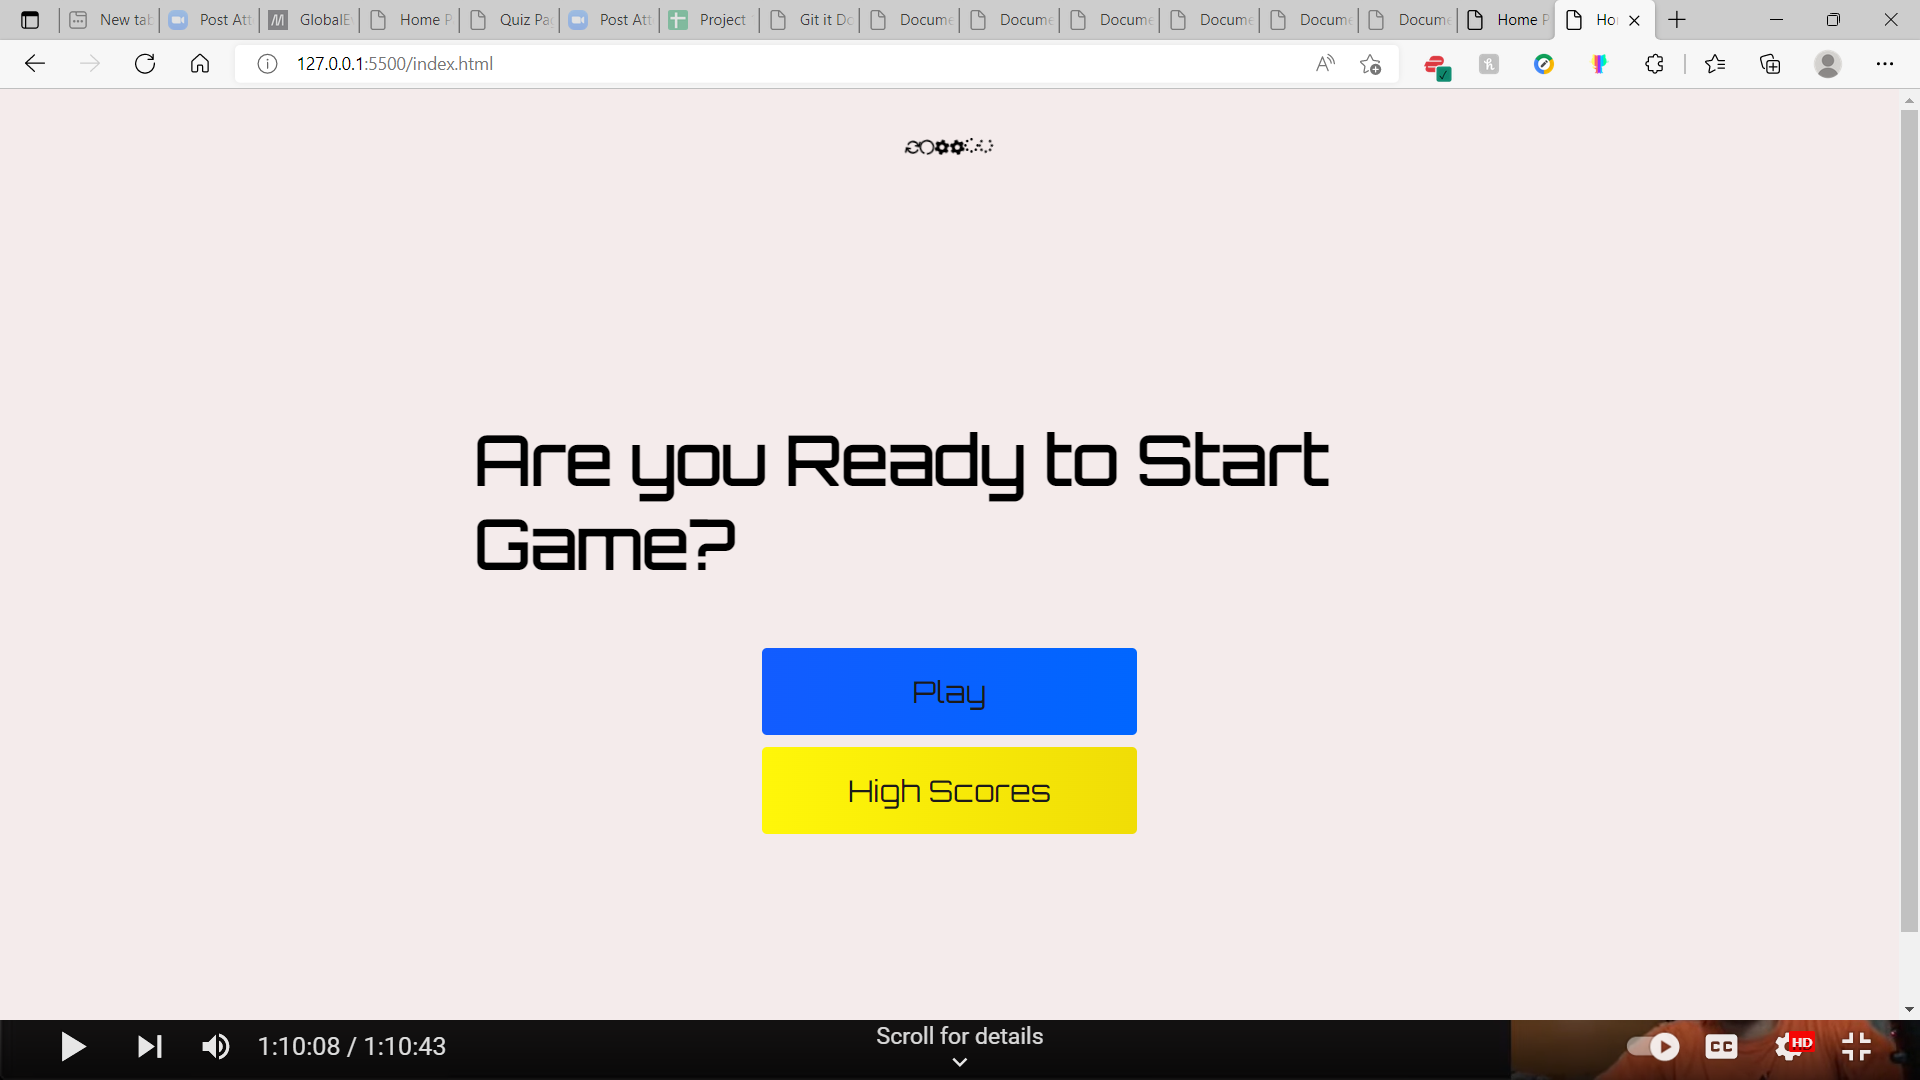 New tab
Post Att
GlobalE
Home P
Quiz Pa
Post Att
Project
Git it Do
Docume
Docume
Docume
Docume
Docume
Docume
Home P
Ho
127.0.0.1:5500/index.html
Are you Ready to Start
Game?
Play
High Scores
1:10:08 / 1:10:43
Scroll for details
CC
HD